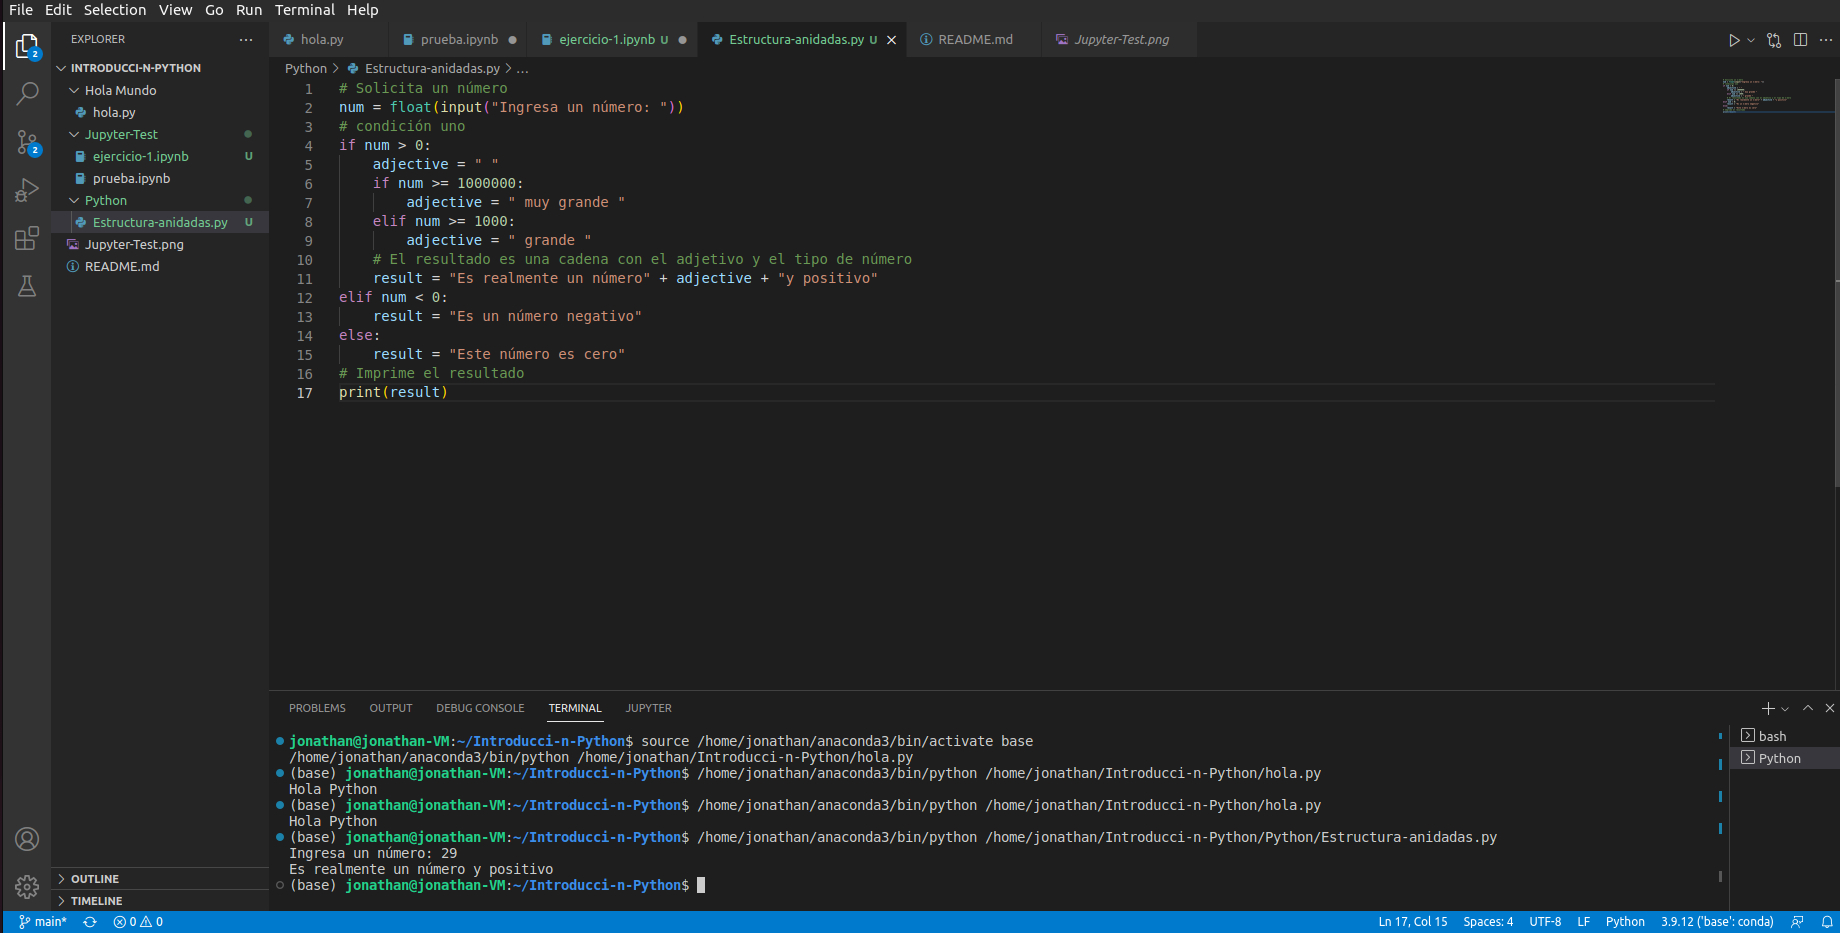 File Edit Selection View Go Run Terminal Help
EXPLORER ...
hola.py prueba.ipynb ejercicio-1.ipynb U Estructura-anidadas.py U README.md Jupyter-Test.png
INTRODUCCI-N-PYTHON
Hola Mundo
hola.py
Jupyter-Test
ejercicio-1.ipynb U
prueba.ipynb
Python
Estructura-anidadas.py U
Jupyter-Test.png
README.md
OUTLINE
TIMELINE
2
2
Python > Estructura-anidadas.py > ...
1 # Solicita un número
2 num = float(input("Ingresa un número: "))
3 # condición uno
4 if num > 0:
5 adjective = " "
6 if num >= 1000000:
7 adjective = " muy grande "
8 elif num >= 1000:
9 adjective = " grande "
10 # El resultado es una cadena con el adjetivo y el tipo de número
11 result = "Es realmente un número" + adjective + "y positivo"
12 elif num < 0:
13 result = "Es un número negativo"
14 else:
15 result = "Este número es cero"
16 # Imprime el resultado
17 print(result)
PROBLEMS OUTPUT DEBUG CONSOLE TERMINAL JUPYTER
jonathan@jonathan-VM:~/Introducci-n-Python$ source /home/jonathan/anaconda3/bin/activate base
/home/jonathan/anaconda3/bin/python /home/jonathan/Introducci-n-Python/hola.py
(base) jonathan@jonathan-VM:~/Introducci-n-Python$ /home/jonathan/anaconda3/bin/python /home/jonathan/Introducci-n-Python/hola.py
Hola Python
(base) jonathan@jonathan-VM:~/Introducci-n-Python$ /home/jonathan/anaconda3/bin/python /home/jonathan/Introducci-n-Python/hola.py
Hola Python
(base) jonathan@jonathan-VM:~/Introducci-n-Python$ /home/jonathan/anaconda3/bin/python /home/jonathan/Introducci-n-Python/Python/Estructura-anidadas.py
Ingresa un número: 29
Es realmente un número y positivo
(base) jonathan@jonathan-VM:~/Introducci-n-Python$
bash
Python
main* 0 0 Ln 17, Col 15 Spaces: 4 UTF-8 LF Python 3.9.12 ('base': conda)